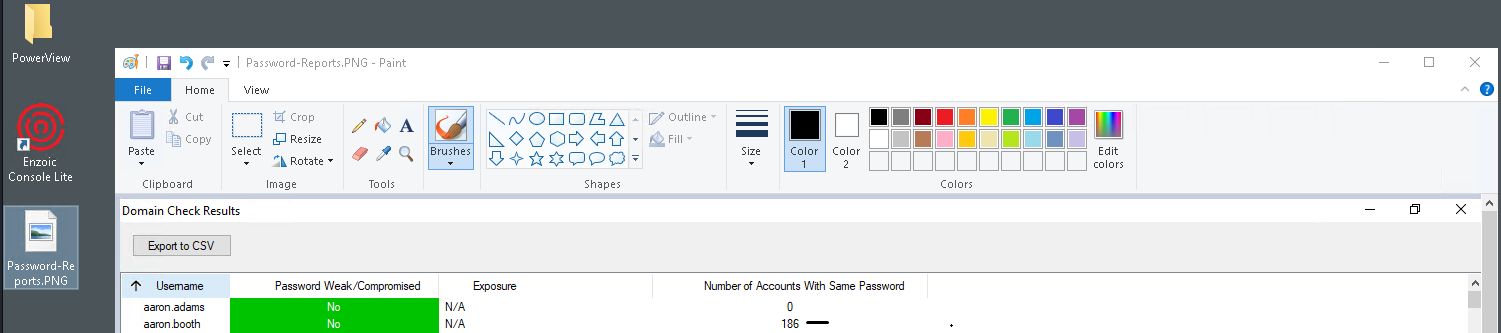 PowerView
Enzoic
Console Lite
Password-Re
ports.PNG
Password-Reports.PNG - Paint
File
Home
View
Paste
Cut
Copy
Clipboard
Select
Crop
Resize
Rotate
Image
A
Tools
Brushes
Outline
Fill
Shapes
Size
Color
1
Color
2
Edit
colors
Colors
?
Domain Check Results
Export to CSV
Username Password Weak/Compromised Exposure Number of Accounts With Same Password
aaron.adams No N/A 0
aaron.booth No N/A 186